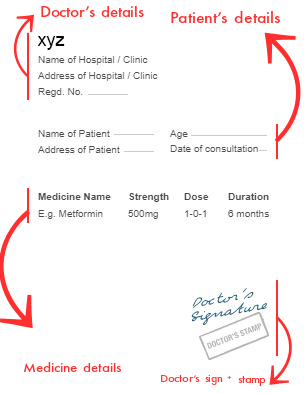 Doctor's details
Patient's details
xyz
Name of Hospital / Clinic
Address of Hospital / Clinic
Regd. No.
Name of Patient Age
Address of Patient Date of consultation
Medicine Name Strength Dose Duration
E.g. Metformin 500mg 1-0-1 6 months
Doctor's
Signature
DOCTOR'S STAMP
Medicine details
Doctor's sign + stamp